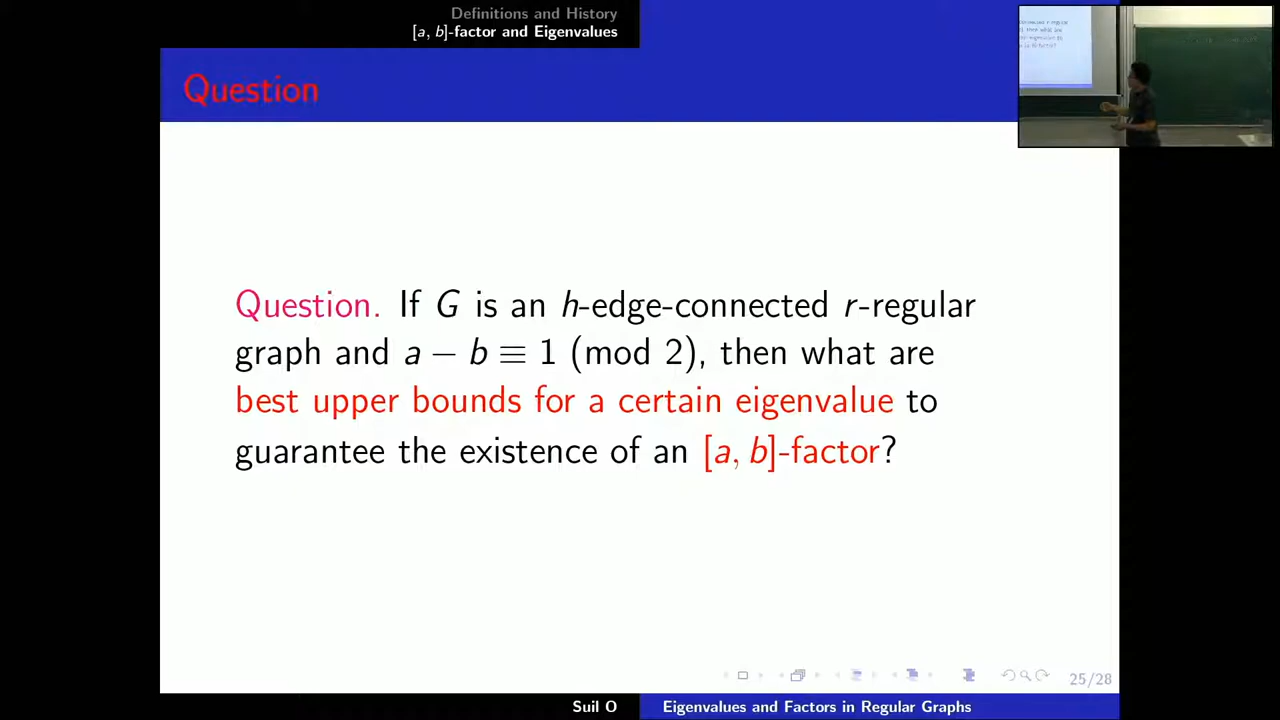 Definitions and History
[a, b]-factor and Eigenvalues
Question
Question. If G is an h-edge-connected r-regular
graph and a − b ≡ 1 (mod 2), then what are
best upper bounds for a certain eigenvalue to
guarantee the existence of an [a, b]-factor?
25/28
Suil O
Eigenvalues and Factors in Regular Graphs